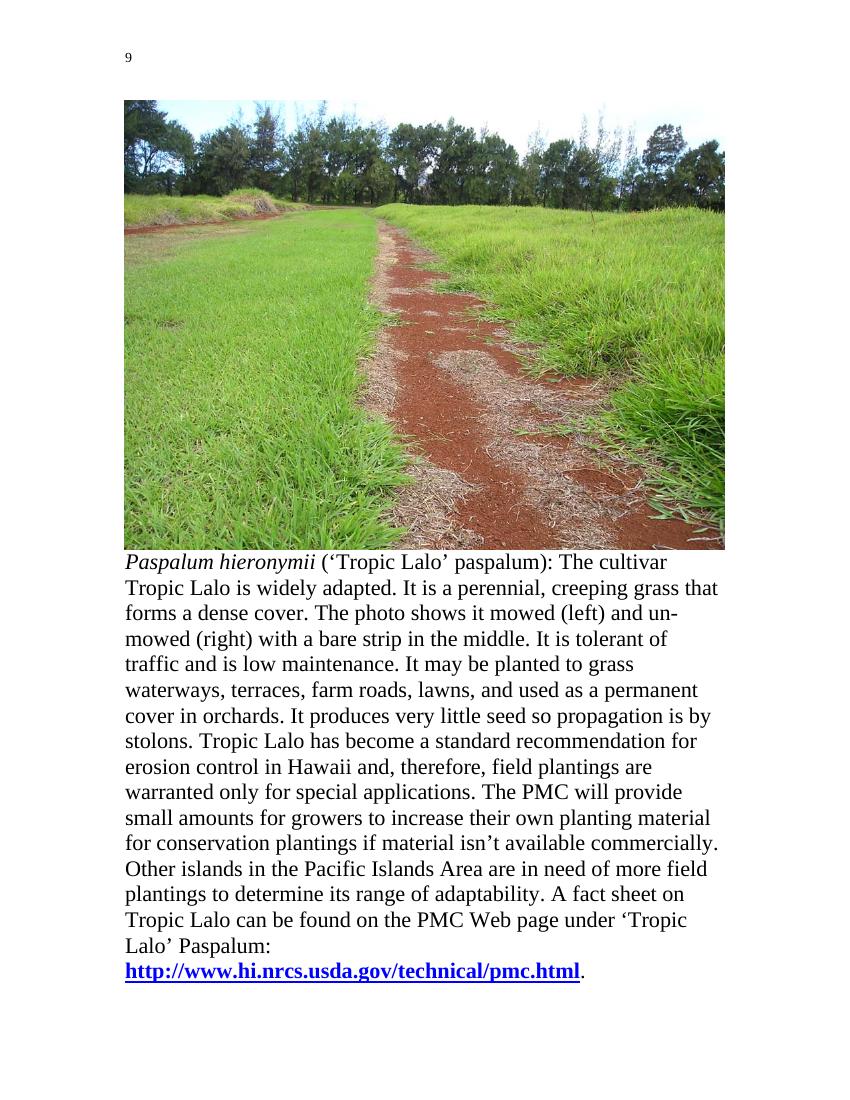 9
Paspalum hieronymii (‘Tropic Lalo’ paspalum): The cultivar
Tropic Lalo is widely adapted. It is a perennial, creeping grass that
forms a dense cover. The photo shows it mowed (left) and un-
mowed (right) with a bare strip in the middle. It is tolerant of
traffic and is low maintenance. It may be planted to grass
waterways, terraces, farm roads, lawns, and used as a permanent
cover in orchards. It produces very little seed so propagation is by
stolons. Tropic Lalo has become a standard recommendation for
erosion control in Hawaii and, therefore, field plantings are
warranted only for special applications. The PMC will provide
small amounts for growers to increase their own planting material
for conservation plantings if material isn’t available commercially.
Other islands in the Pacific Islands Area are in need of more field
plantings to determine its range of adaptability. A fact sheet on
Tropic Lalo can be found on the PMC Web page under ‘Tropic
Lalo’ Paspalum:
http://www.hi.nrcs.usda.gov/technical/pmc.html.